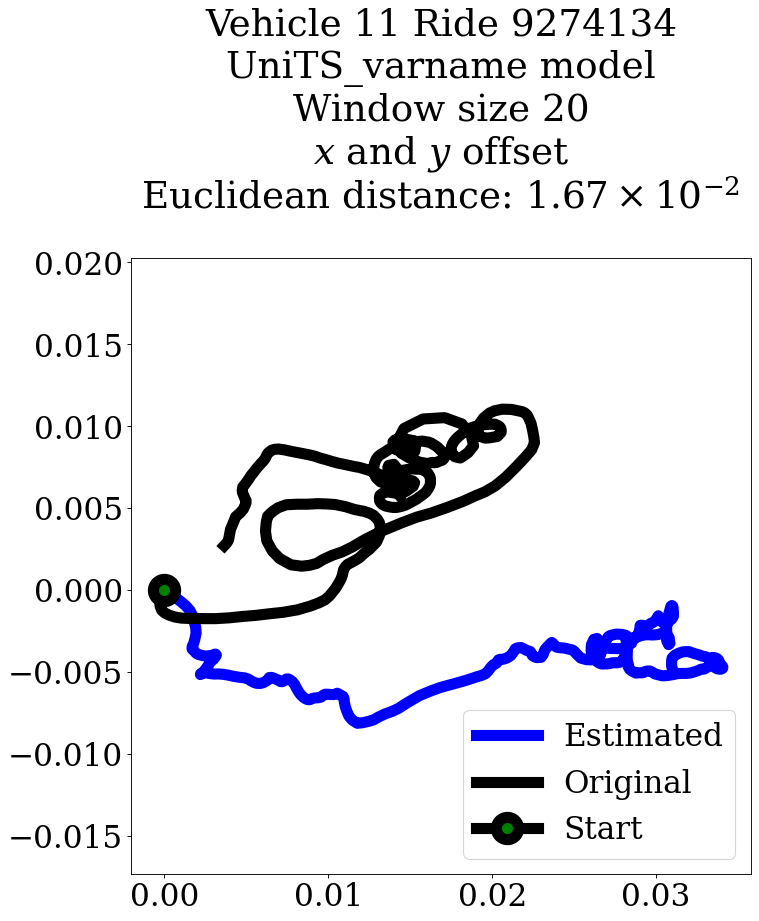 Vehicle 11 Ride 9274134
UniTS_varname model
Window size 20
x and y offset
Euclidean distance: 1.67 × 10⁻²
0.020
0.015
0.010
0.005
0.000
−0.005
−0.010
−0.015
0.00 0.01 0.02 0.03
Estimated
Original
Start